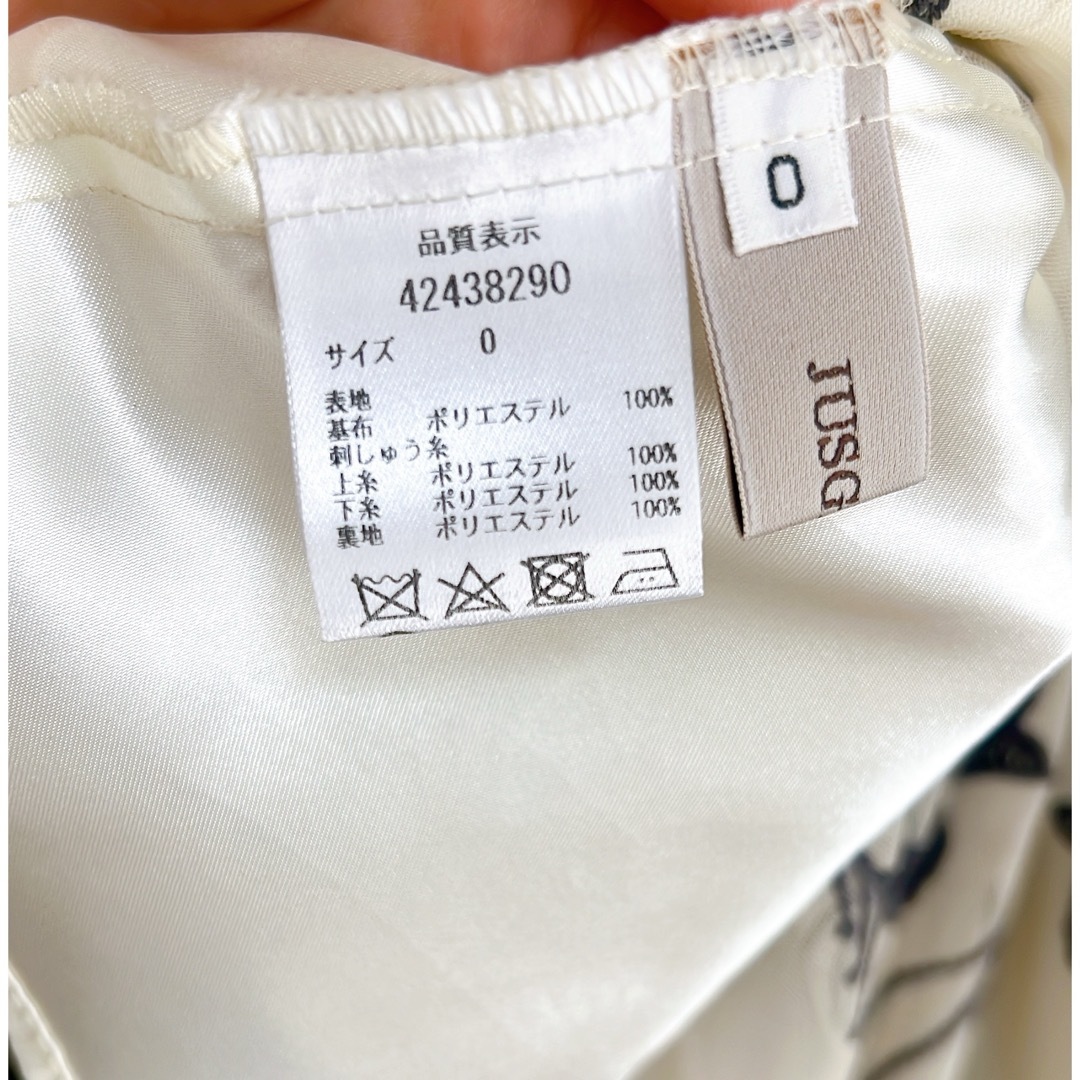 品質表示
42438290
サイズ 0
表地
基布 ポリエステル 100%
刺しゅう糸
上糸 ポリエステル 100%
下糸 ポリエステル 100%
裏地 ポリエステル 100%
0
JUSG